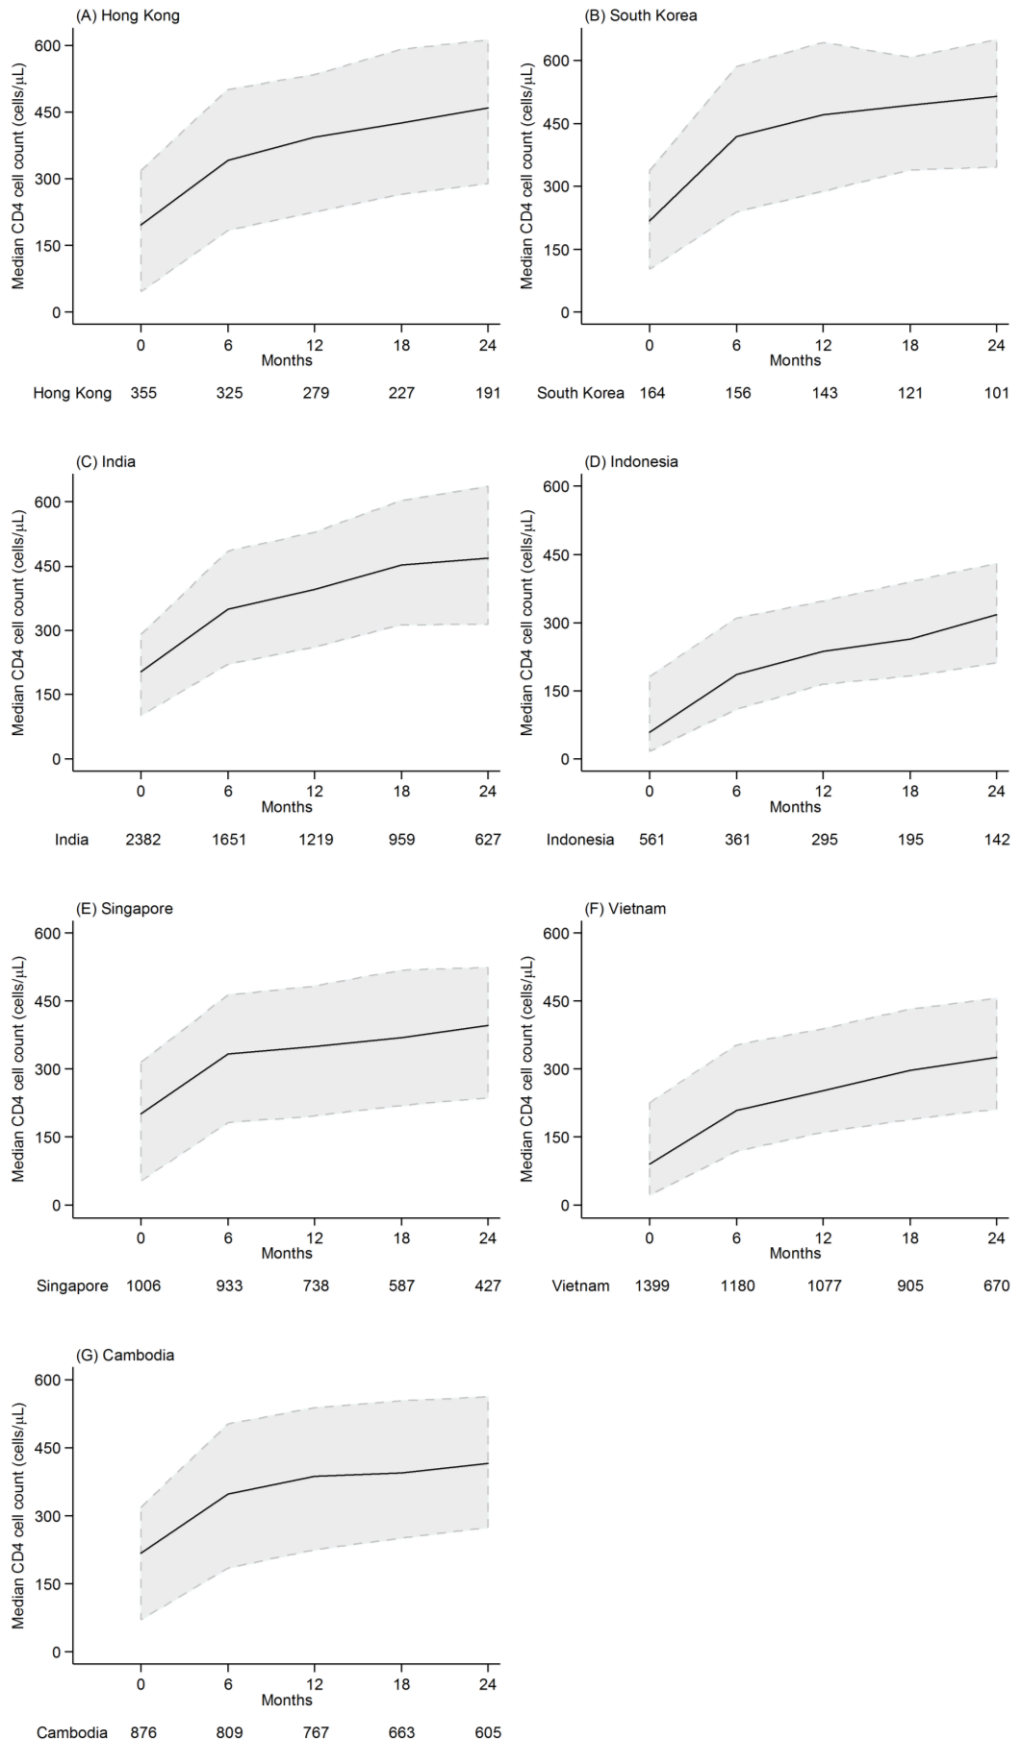 (A) Hong Kong
Median CD4 cell count (cells/μL)
600
450
300
150
0
0 6 12 18 24
Months
Hong Kong 355 325 279 227 191
(B) South Korea
Median CD4 cell count (cells/μL)
600
450
300
150
0
0 6 12 18 24
Months
South Korea 164 156 143 121 101
(C) India
Median CD4 cell count (cells/μL)
600
450
300
150
0
0 6 12 18 24
Months
India 2382 1651 1219 959 627
(D) Indonesia
Median CD4 cell count (cells/μL)
600
450
300
150
0
0 6 12 18 24
Months
Indonesia 561 361 295 195 142
(E) Singapore
Median CD4 cell count (cells/μL)
600
450
300
150
0
0 6 12 18 24
Months
Singapore 1006 933 738 587 427
(F) Vietnam
Median CD4 cell count (cells/μL)
600
450
300
150
0
0 6 12 18 24
Months
Vietnam 1399 1180 1077 905 670
(G) Cambodia
Median CD4 cell count (cells/μL)
600
450
300
150
0
0 6 12 18 24
Months
Cambodia 876 809 767 663 605